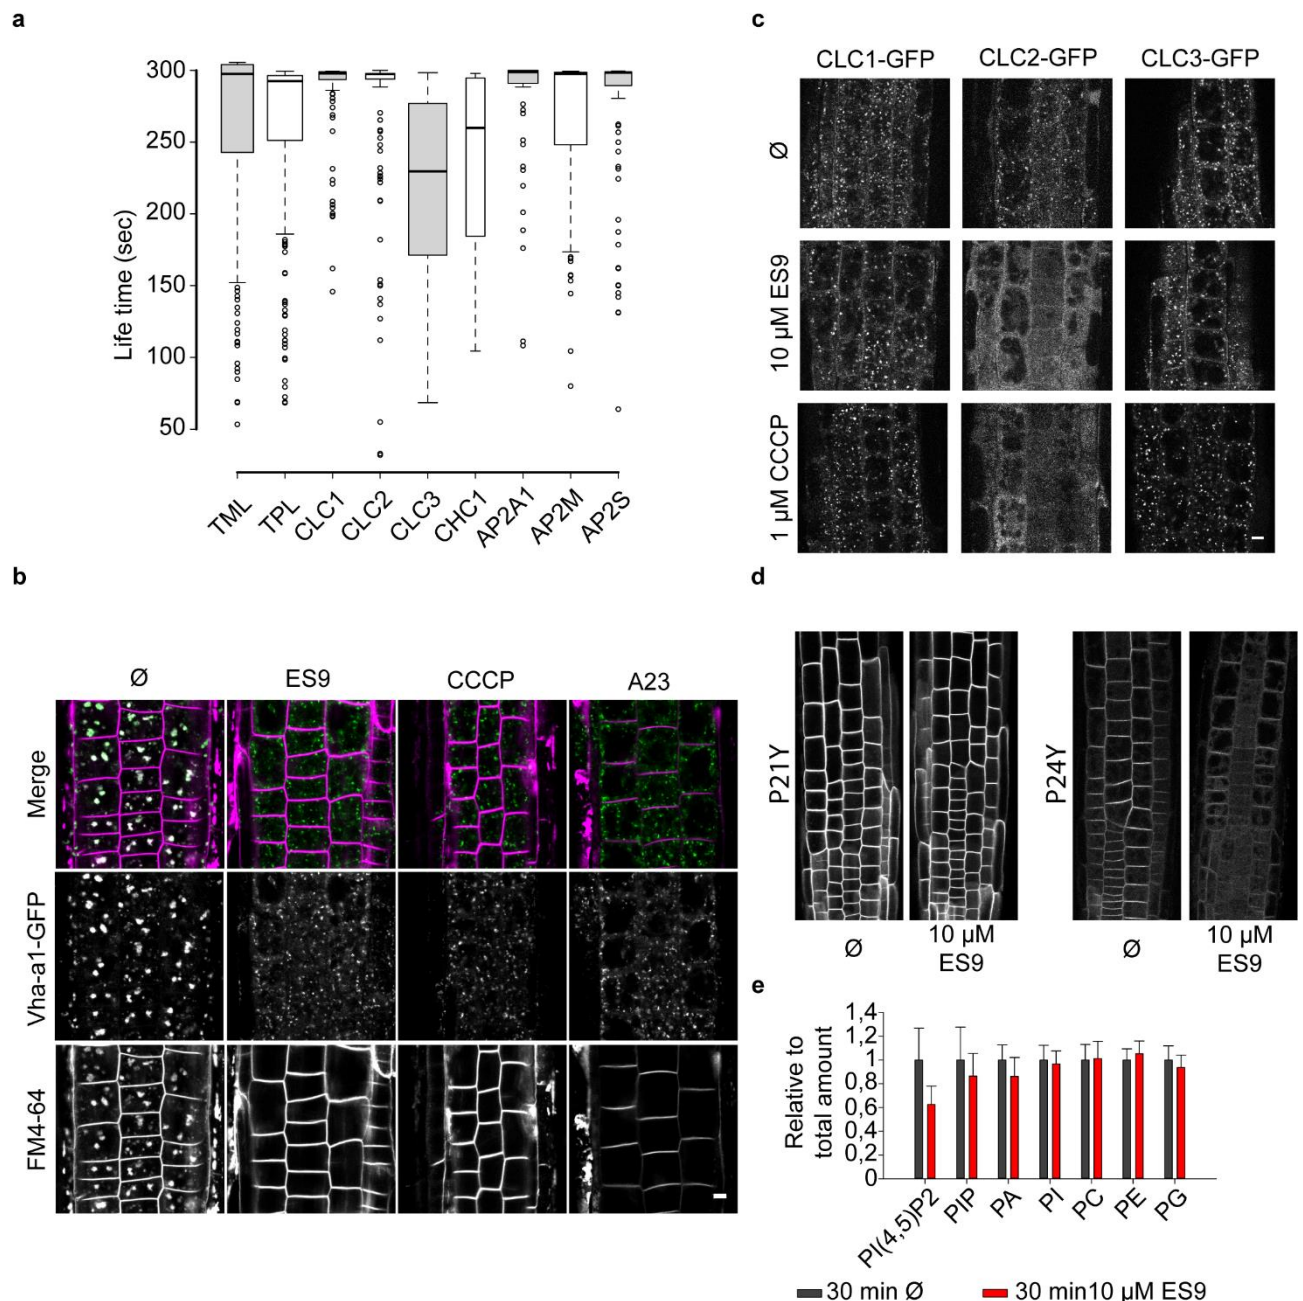 a
300
250
200
150
100
50
Life time (sec)
TML
TPL
CLC1
CLC2
CLC3
CHC1
AP2A1
AP2M
AP2S
b
Ø
ES9
CCCP
A23
Merge
Vha-a1-GFP
FM4-64
c
CLC1-GFP
CLC2-GFP
CLC3-GFP
Ø
10 µM ES9
1 µM CCCP
d
P21Y
Ø
10 µM
ES9
P24Y
Ø
10 µM
ES9
e
Relative to
total amount
1,4
1,2
1
0,8
0,6
0,4
0,2
0
PI(4,5)P2
PIP
PA
PI
PC
PE
PG
30 min Ø
30 min10 µM ES9